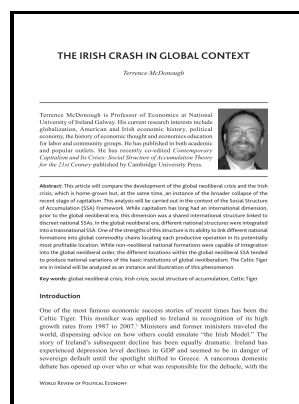 THE IRISH CRASH IN GLOBAL CONTEXT
Terrence McDonough
Terrence McDonough is Professor of Economics at National
University of Ireland Galway. His current research interests include
globalization, American and Irish economic history, political
economy, the history of economic thought and economics education
for labor and community groups. He has published in both academic
and popular outlets. He has recently co-edited Contemporary
Capitalism and Its Crises: Social Structure of Accumulation Theory
for the 21st Century published by Cambridge University Press.
Abstract: This article will compare the development of the global neoliberal crisis and the Irish
crisis, which is home-grown but, at the same time, an instance of the broader collapse of the
recent stage of capitalism. This analysis will be carried out in the context of the Social Structure
of Accumulation (SSA) Framework. While capitalism has long had an international dimension,
prior to the global neoliberal era, this dimension was a shared international structure linked to
discreet national SSAs. In the global neoliberal era, different national structures were integrated
into a transnational SSA. One of the strengths of this structure is its ability to link different national
formations into global commodity chains locating each productive operation in its potentially
most profitable location. While non-neoliberal national formations were capable of integration
into the global neoliberal order, the different locations within the global neoliberal SSA tended
to produce national variations of the basic institutions of global neoliberalism. The Celtic Tiger
era in Ireland will be analyzed as an instance and illustration of this phenomenon.
Key words: global neoliberal crisis; Irish crisis; social structure of accumulation; Celtic Tiger
Introduction
One of the most famous economic success stories of recent times has been the
Celtic Tiger. This moniker was applied to Ireland in recognition of its high
growth rates from 1987 to 2007.¹ Ministers and former ministers traveled the
world, dispensing advice on how others could emulate “the Irish Model.” The
story of Ireland’s subsequent decline has been equally dramatic. Ireland has
experienced depression level declines in GDP and seemed to be in danger of
sovereign default until the spotlight shifted to Greece. A rancorous domestic
debate has opened up over who or what was responsible for the debacle, with the
World Review of Political Economy